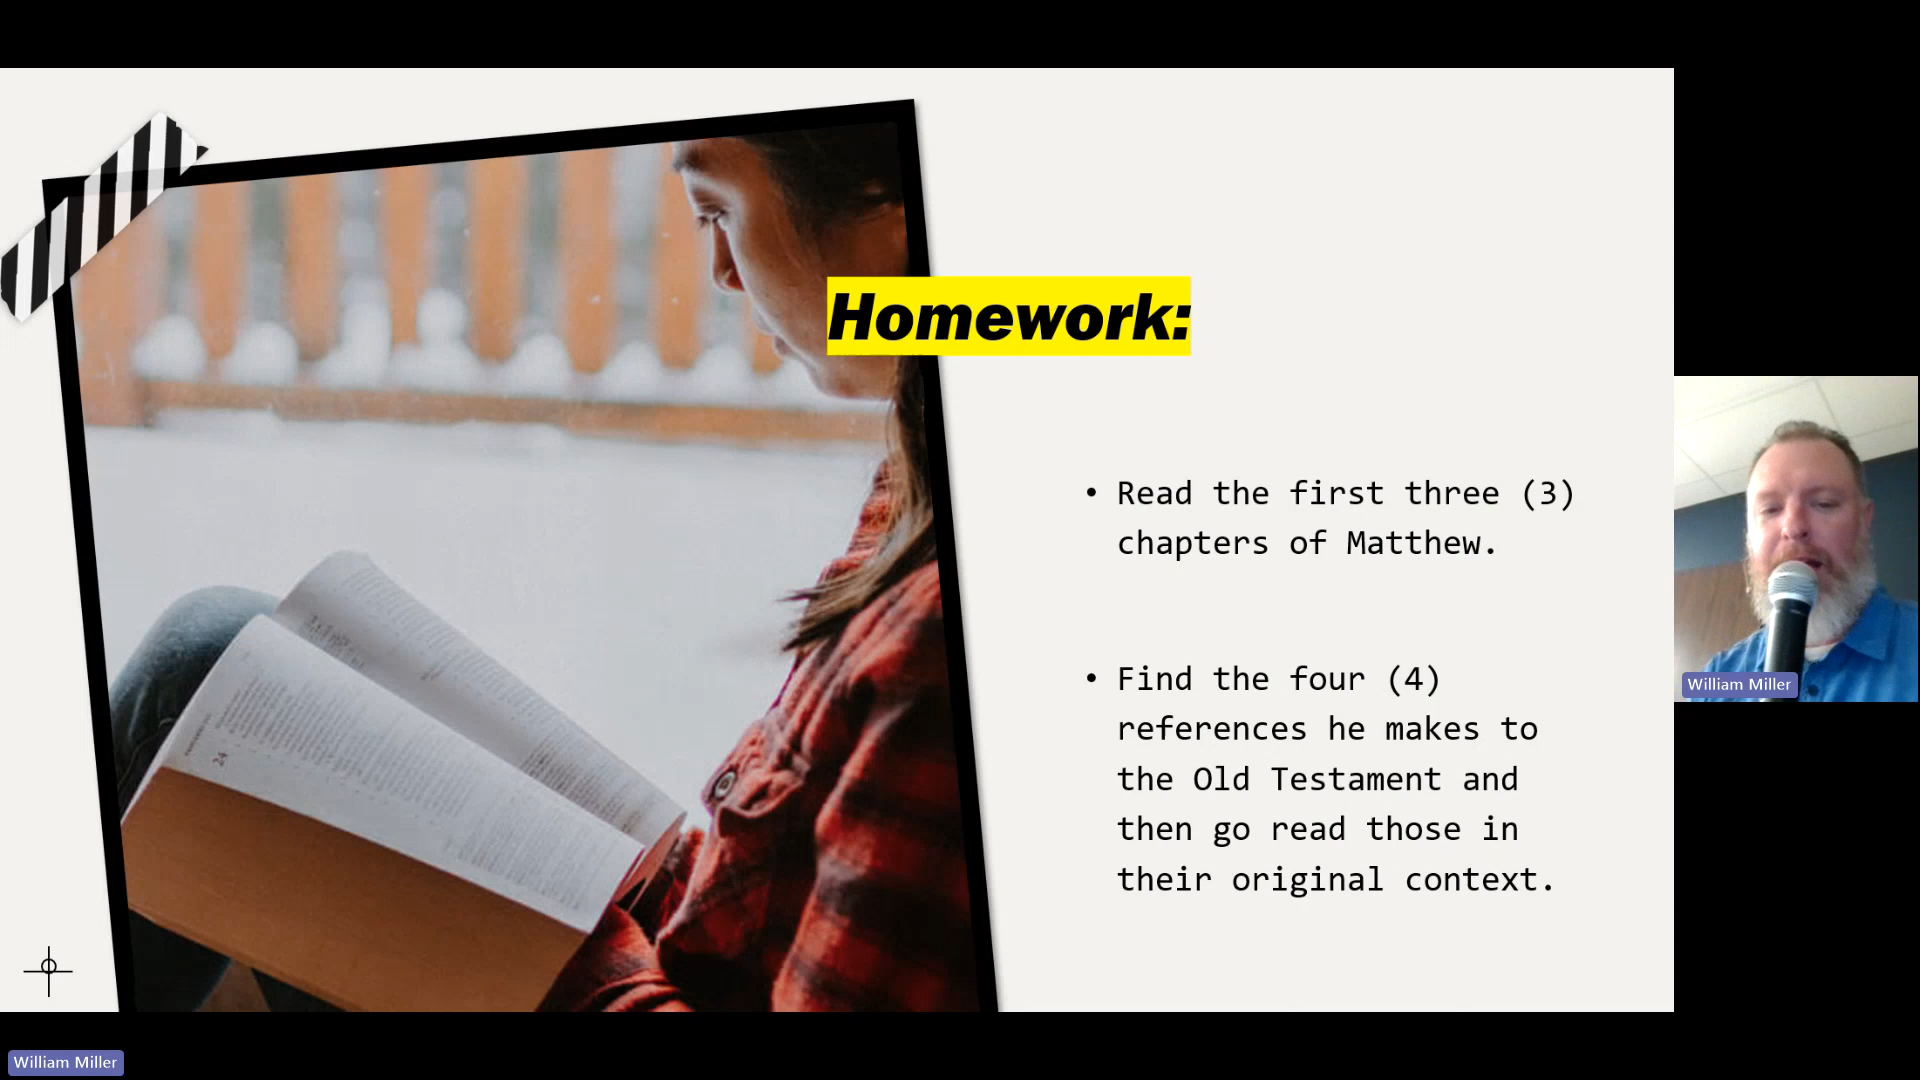 Homework:
• Read the first three (3)
chapters of Matthew.
• Find the four (4)
references he makes to
the Old Testament and
then go read those in
their original context.
24
William Miller
William Miller